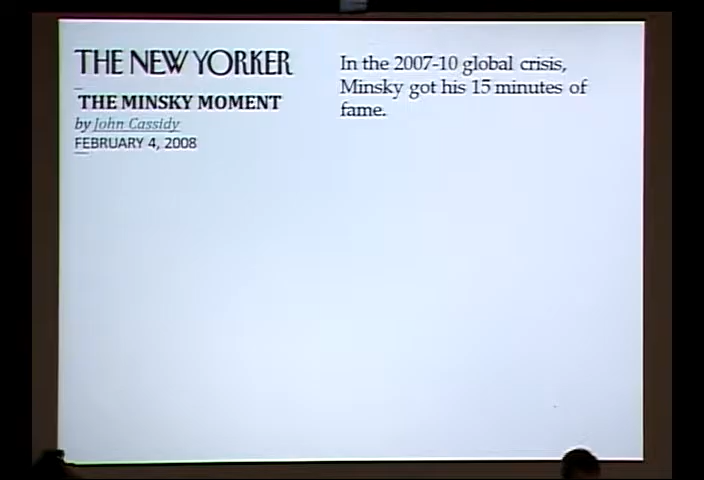 THE NEW YORKER
THE MINSKY MOMENT
by John Cassidy
FEBRUARY 4, 2008
In the 2007-10 global crisis,
Minsky got his 15 minutes of
fame.